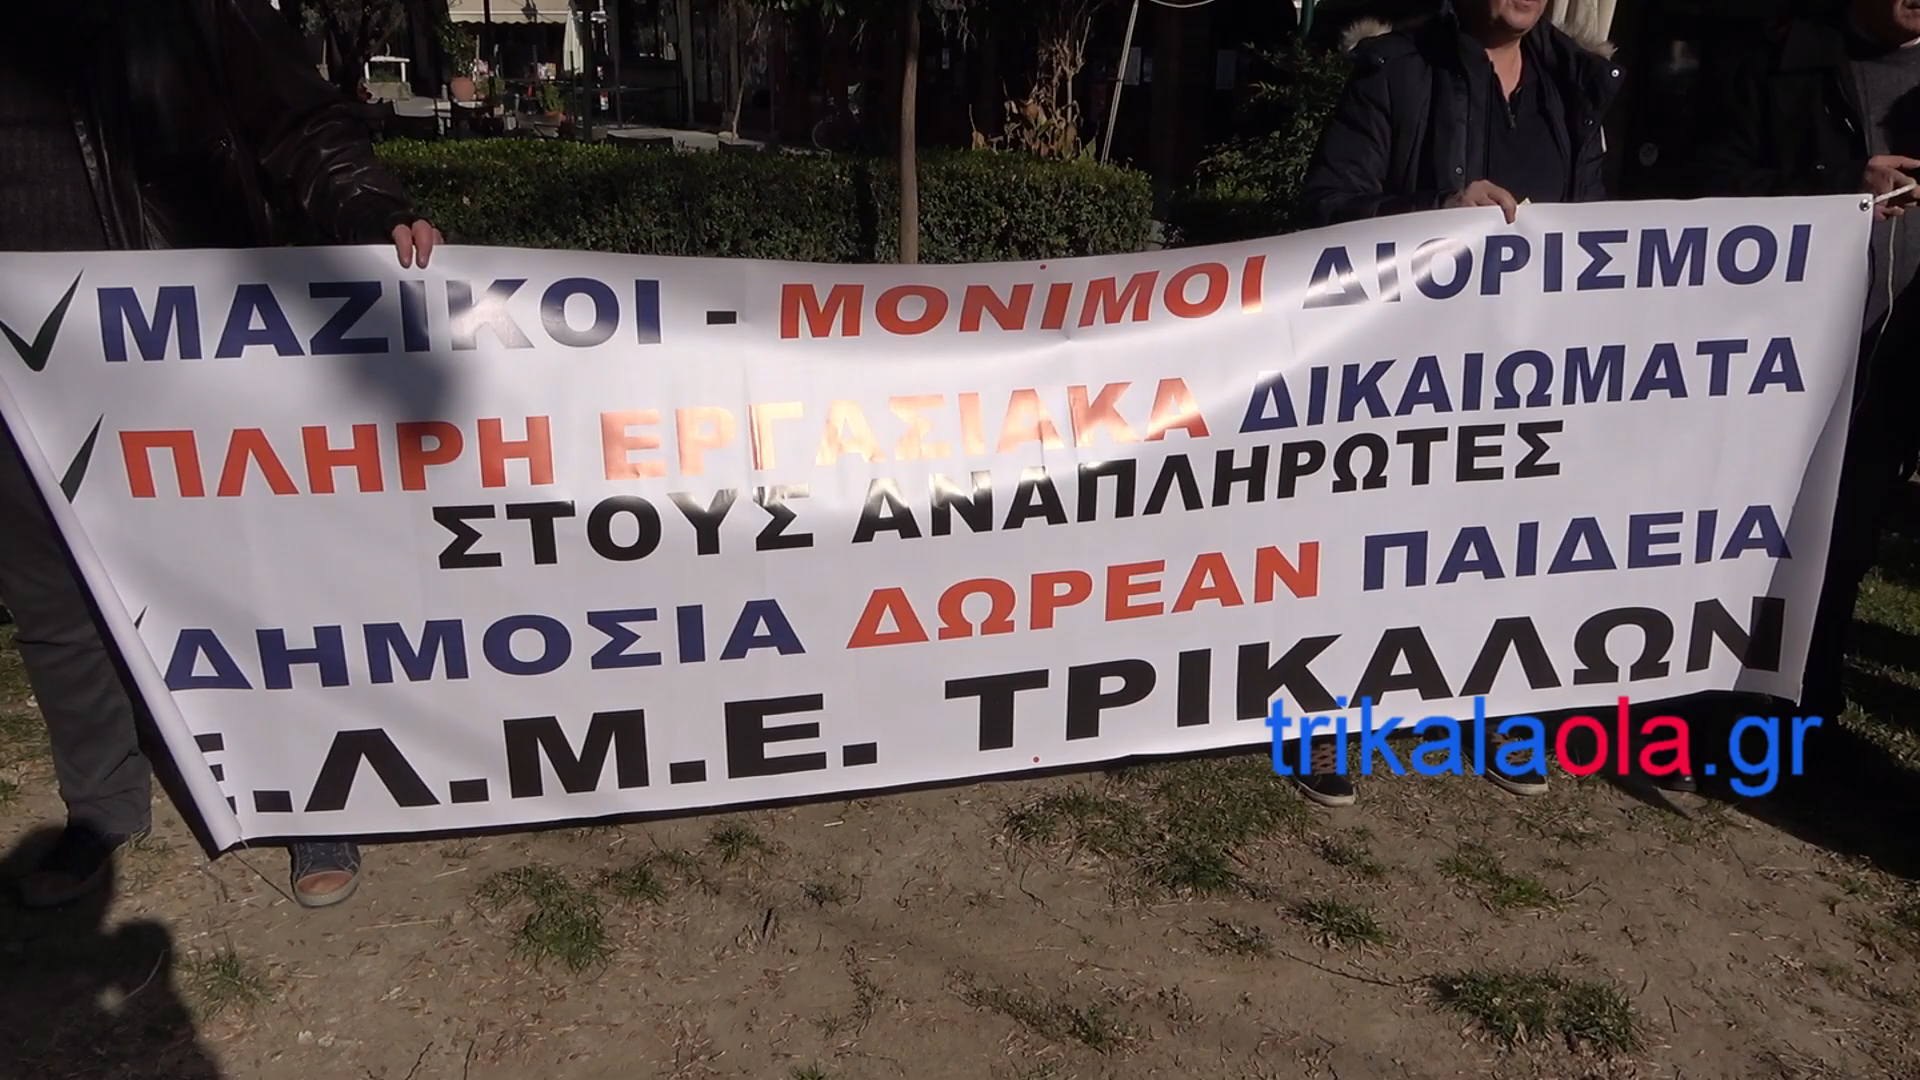 ✓ ΜΑΖΙΚΟΙ - ΜΟΝΙΜΟΙ ΔΙΟΡΙΣΜΟΙ
✓ ΠΛΗΡΗ ΕΡΓΑΣΙΑΚΑ ΔΙΚΑΙΩΜΑΤΑ
ΣΤΟΥΣ ΑΝΑΠΛΗΡΩΤΕΣ
✓ ΔΗΜΟΣΙΑ ΔΩΡΕΑΝ ΠΑΙΔΕΙΑ
Ε.Λ.Μ.Ε. ΤΡΙΚΑΛΩΝ
trikalaola.gr